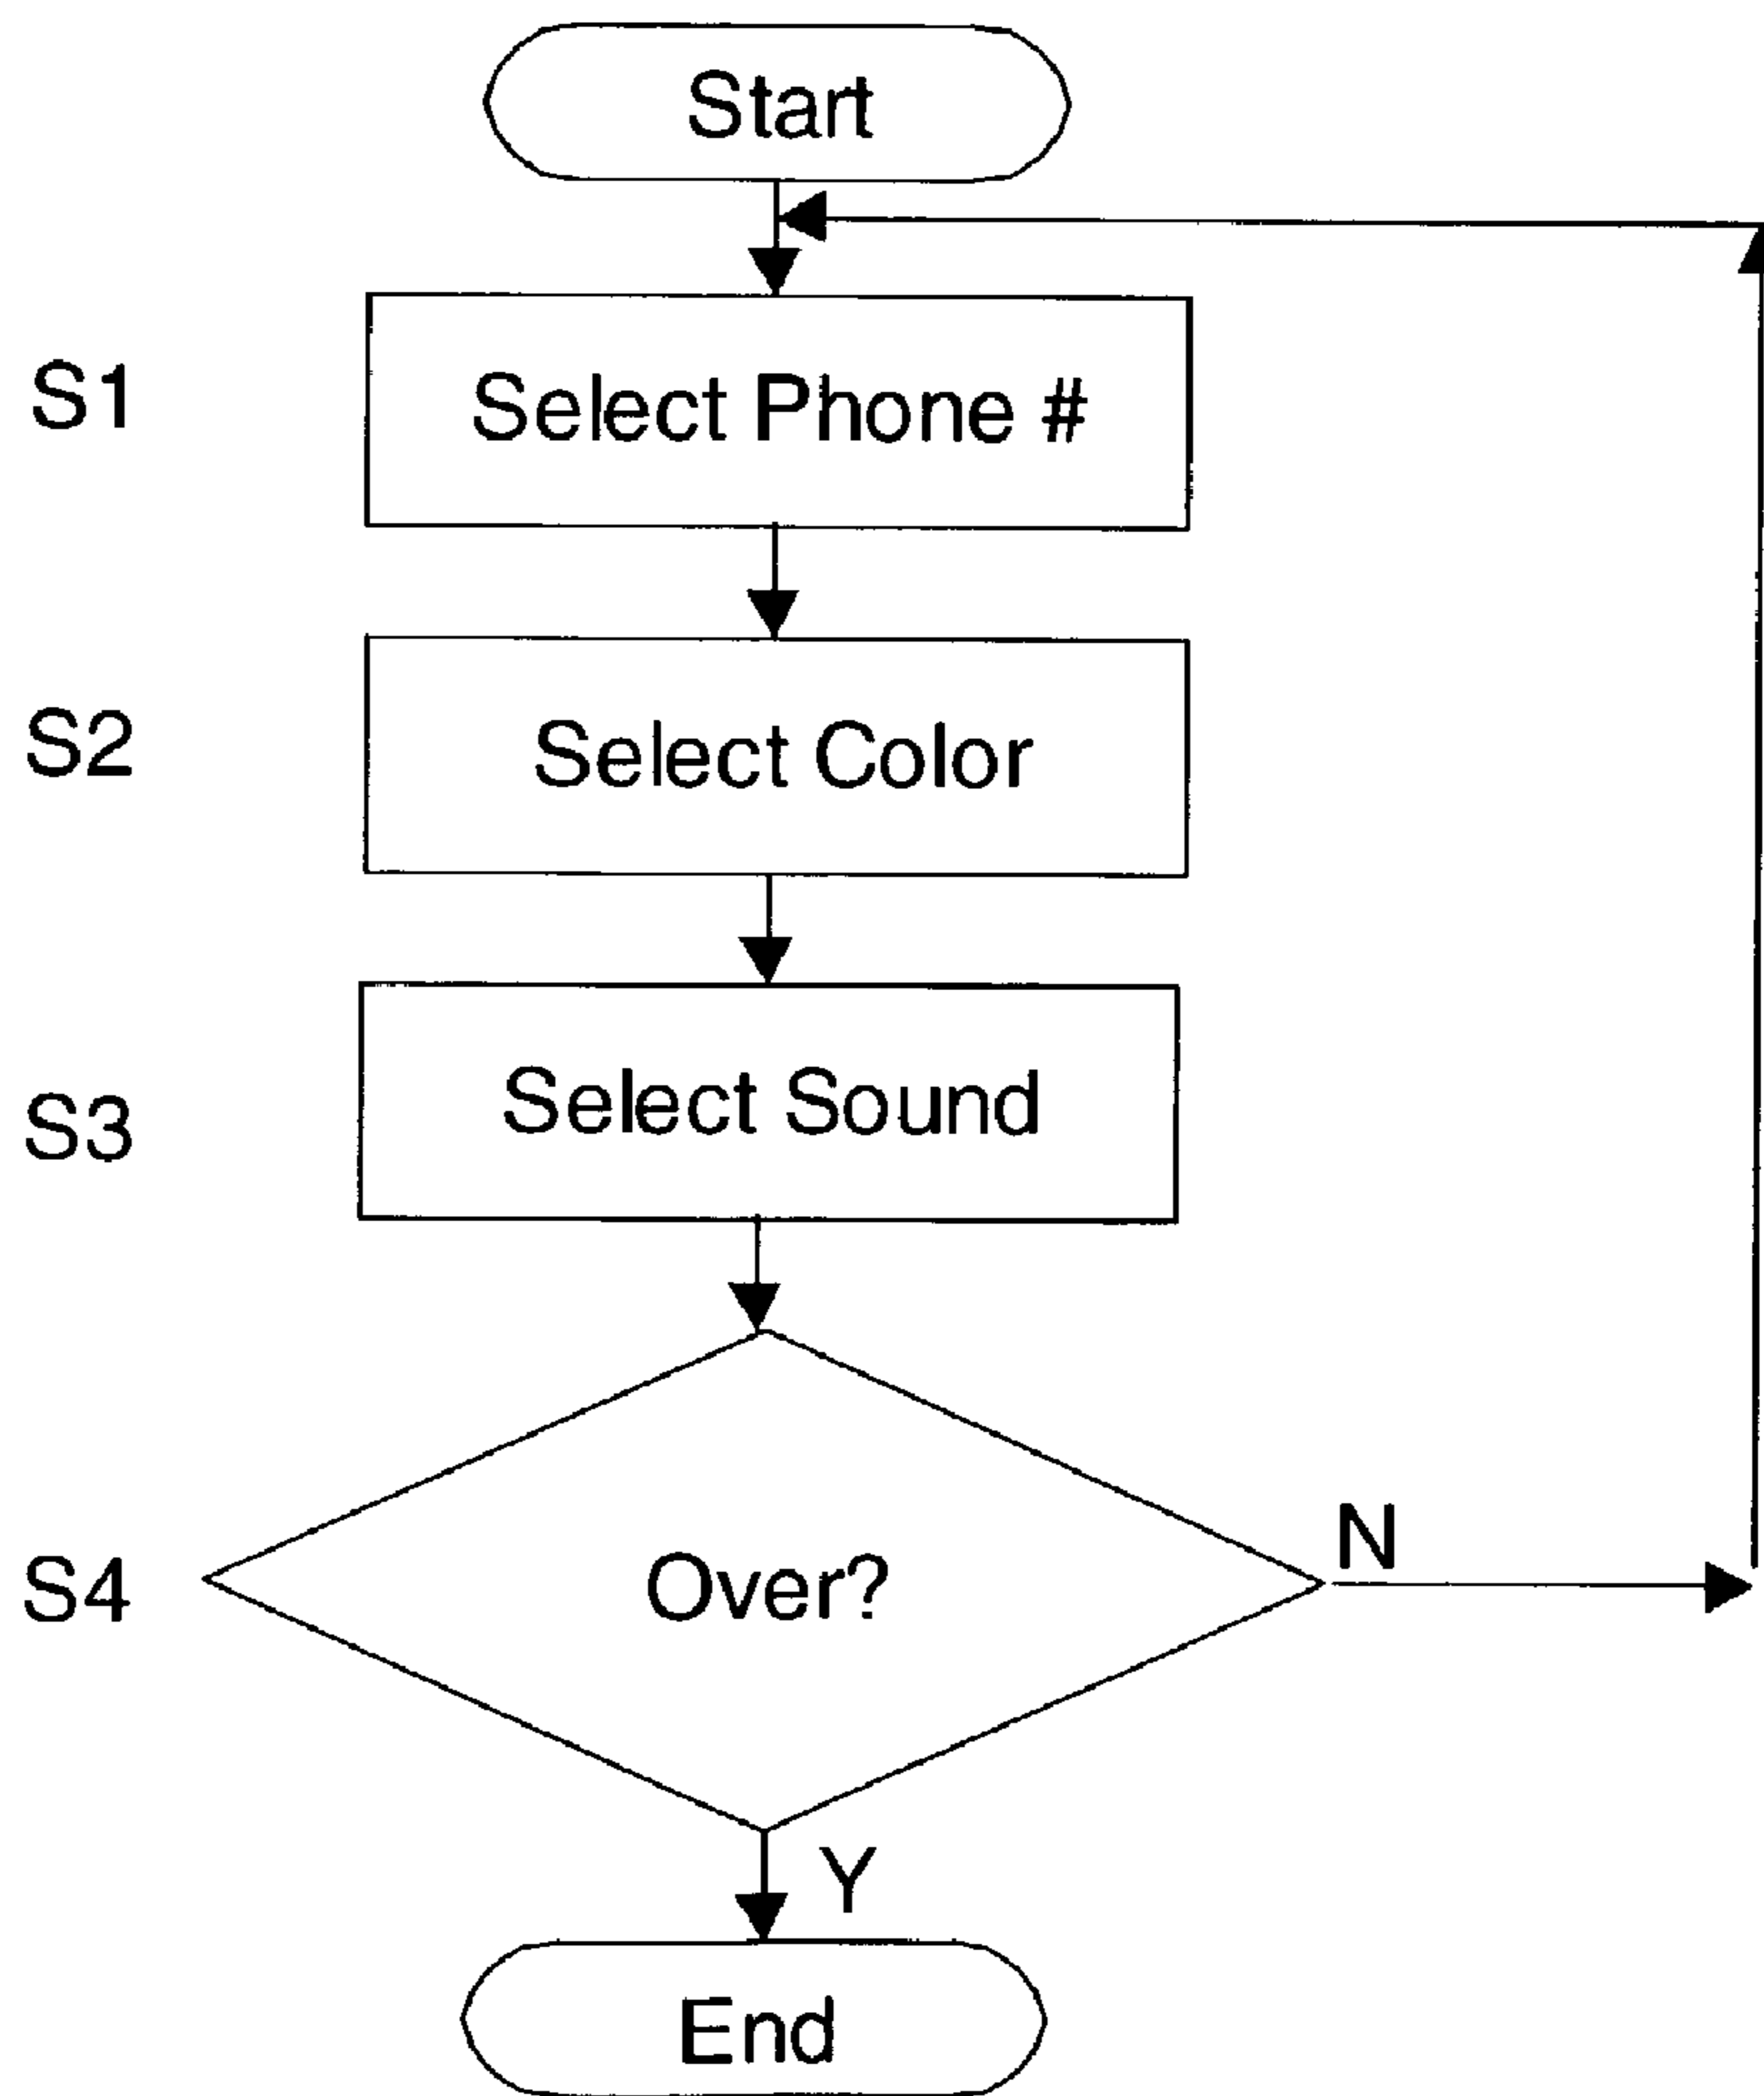 Start
S1
Select Phone #
S2
Select Color
S3
Select Sound
S4
Over?
N
Y
End